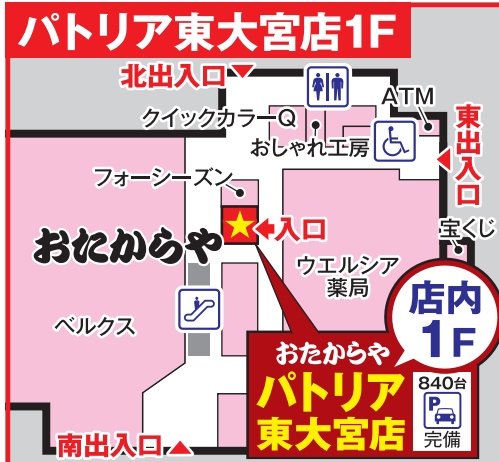 パトリア東大宮店1F
北出入口
ATM
クイックカラーQ
おしゃれ工房
東出入口
フォーシーズン
入口
宝くじ
おたからや
ウエルシア
薬局
ベルクス
店内
1F
おたからや
パトリア
東大宮店
840台
P
完備
南出入口